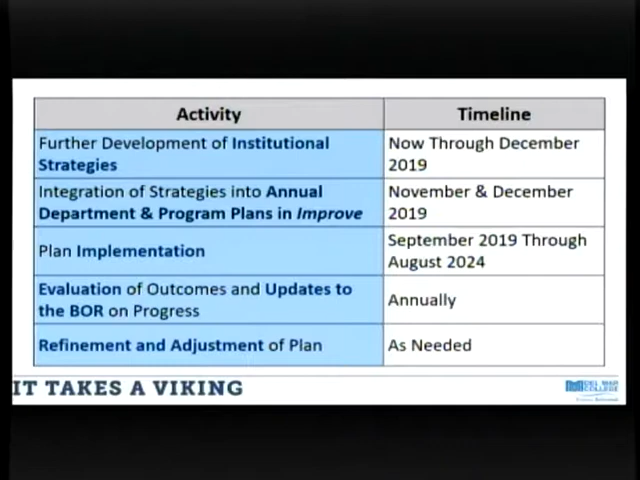 Activity
Timeline
Further Development of Institutional
Strategies
Now Through December
2019
Integration of Strategies into Annual
Department & Program Plans in Improve
November & December
2019
Plan Implementation
September 2019 Through
August 2024
Evaluation of Outcomes and Updates to
the BOR on Progress
Annually
Refinement and Adjustment of Plan
As Needed
IT TAKES A VIKING
DEL MAR
COLLEGE